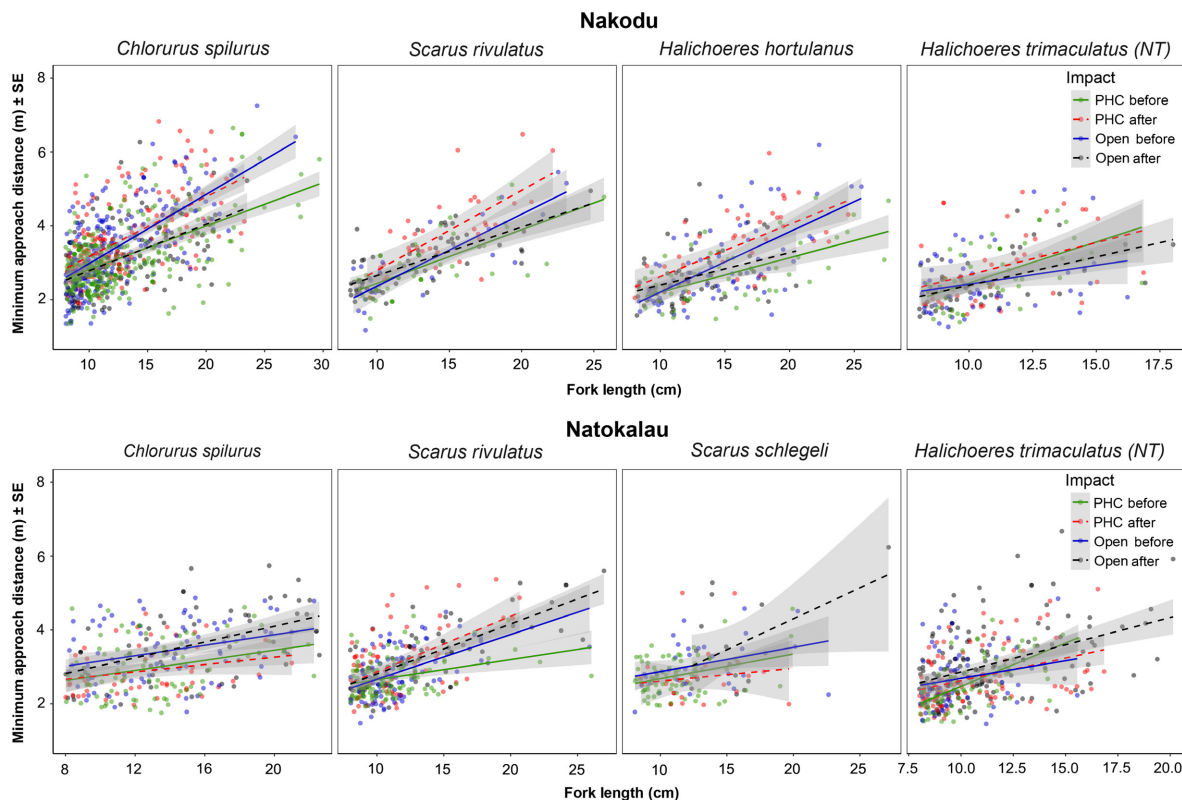 Nakodu
Chlorurus spilurus
Scarus rivulatus
Halichoeres hortulanus
Halichoeres trimaculatus (NT)
Minimum approach distance (m) ± SE
8
6
4
2
Impact
PHC before
PHC after
Open before
Open after
10 15 20 25 30
10 15 20 25
10 15 20 25
10.0 12.5 15.0 17.5
Fork length (cm)
Natokalau
Chlorurus spilurus
Scarus rivulatus
Scarus schlegeli
Halichoeres trimaculatus (NT)
Minimum approach distance (m) ± SE
8
6
4
2
Impact
PHC before
PHC after
Open before
Open after
8 12 16 20
10 15 20 25
10 15 20 25
7.5 10.0 12.5 15.0 17.5 20.0
Fork length (cm)